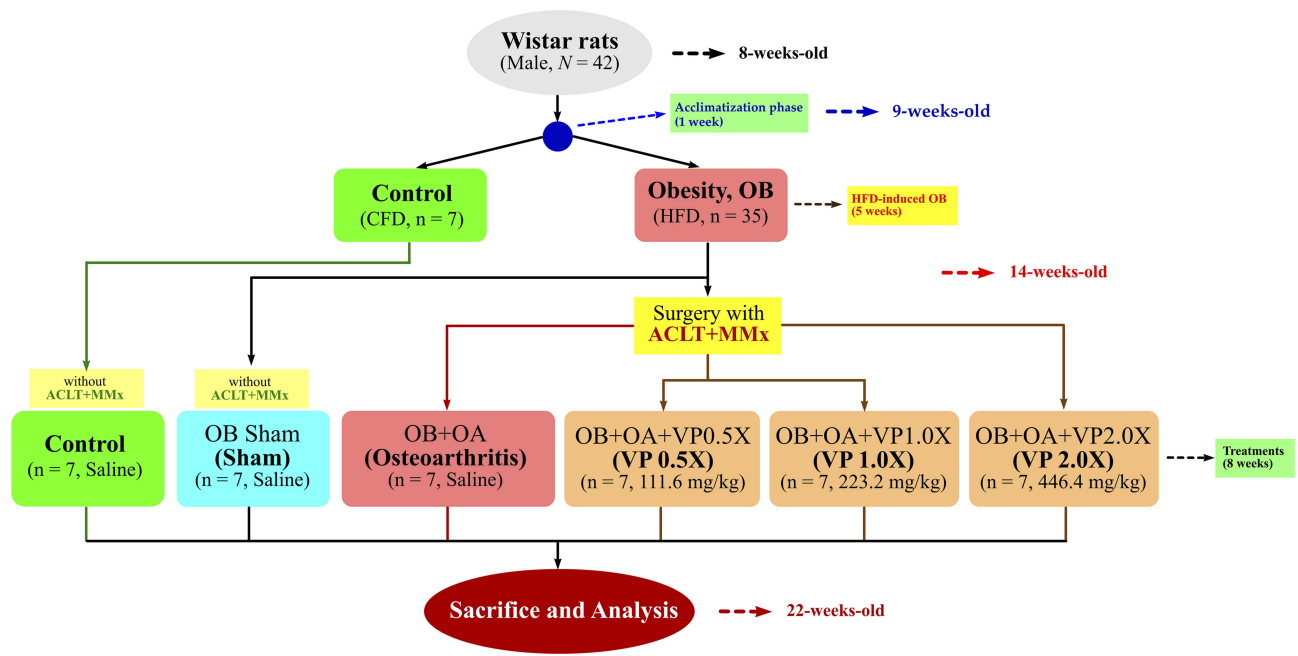 Wistar rats
(Male, N = 42)
8-weeks-old
Acclimatization phase
(1 week)
9-weeks-old
Control
(CFD, n = 7)
Obesity, OB
(HFD, n = 35)
HFD-induced OB
(5 weeks)
14-weeks-old
Surgery with
ACLT+MMx
without
ACLT+MMx
without
ACLT+MMx
Control
(n = 7, Saline)
OB Sham
(Sham)
(n = 7, Saline)
OB+OA
(Osteoarthritis)
(n = 7, Saline)
OB+OA+VP0.5X
(VP 0.5X)
(n = 7, 111.6 mg/kg)
OB+OA+VP1.0X
(VP 1.0X)
(n = 7, 223.2 mg/kg)
OB+OA+VP2.0X
(VP 2.0X)
(n = 7, 446.4 mg/kg)
Treatments
(8 weeks)
Sacrifice and Analysis
22-weeks-old